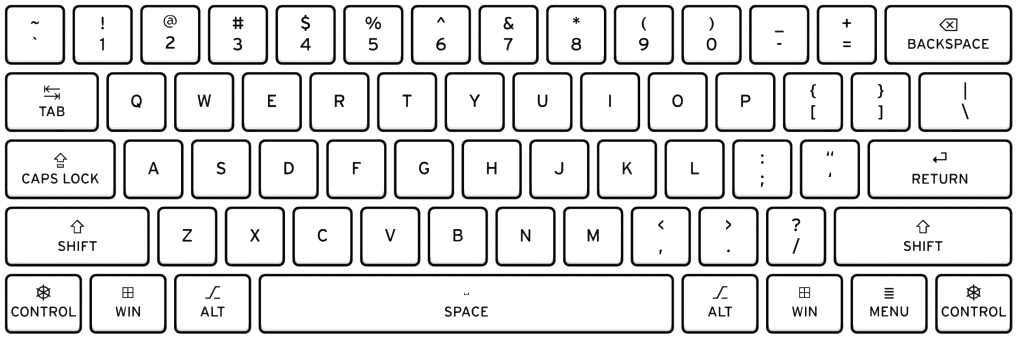 ~ ! @ # $ % ^ & * ( ) _ + ⌫
` 1 2 3 4 5 6 7 8 9 0 - = BACKSPACE
↹ Q W E R T Y U I O P { } |
TAB [ ] \
⇪ A S D F G H J K L : “ ⏎
CAPS LOCK ; ‘ RETURN
⇧ Z X C V B N M < > ? ⇧
SHIFT , . / SHIFT
⎈ ⊞ ⌥ ␣ ⌥ ⊞ ≣ ⎈
CONTROL WIN ALT SPACE ALT WIN MENU CONTROL